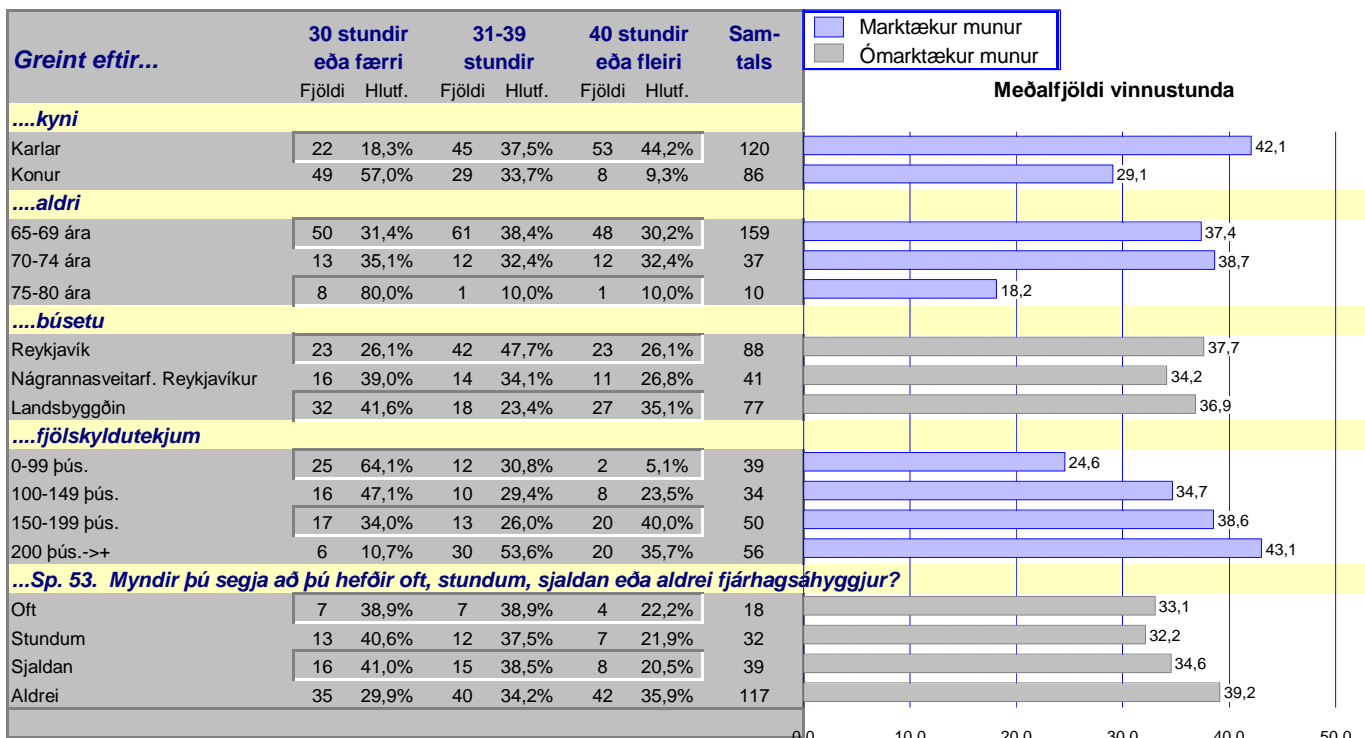 Greint eftir... 30 stundir eða færri 31-39 stundir 40 stundir eða fleiri Sam-tals
Fjöldi Hlutf. Fjöldi Hlutf. Fjöldi Hlutf.
Marktækur munur
Ómarktækur munur
Meðalfjöldi vinnustunda
....kyni
Karlar 22 18,3% 45 37,5% 53 44,2% 120 42,1
Konur 49 57,0% 29 33,7% 8 9,3% 86 29,1
....aldri
65-69 ára 50 31,4% 61 38,4% 48 30,2% 159 37,4
70-74 ára 13 35,1% 12 32,4% 12 32,4% 37 38,7
75-80 ára 8 80,0% 1 10,0% 1 10,0% 10 18,2
....búsetu
Reykjavík 23 26,1% 42 47,7% 23 26,1% 88 37,7
Nágrannasveitarf. Reykjavíkur 16 39,0% 14 34,1% 11 26,8% 41 34,2
Landsbyggðin 32 41,6% 18 23,4% 27 35,1% 77 36,9
....fjölskyldutekjum
0-99 þús. 25 64,1% 12 30,8% 2 5,1% 39 24,6
100-149 þús. 16 47,1% 10 29,4% 8 23,5% 34 34,7
150-199 þús. 17 34,0% 13 26,0% 20 40,0% 50 38,6
200 þús.->+ 6 10,7% 30 53,6% 20 35,7% 56 43,1
...Sp. 53. Myndir þú segja að þú hefðir oft, stundum, sjaldan eða aldrei fjárhagsáhyggjur?
Oft 7 38,9% 7 38,9% 4 22,2% 18 33,1
Stundum 13 40,6% 12 37,5% 7 21,9% 32 32,2
Sjaldan 16 41,0% 15 38,5% 8 20,5% 39 34,6
Aldrei 35 29,9% 40 34,2% 42 35,9% 117 39,2
0,0 10,0 20,0 30,0 40,0 50,0